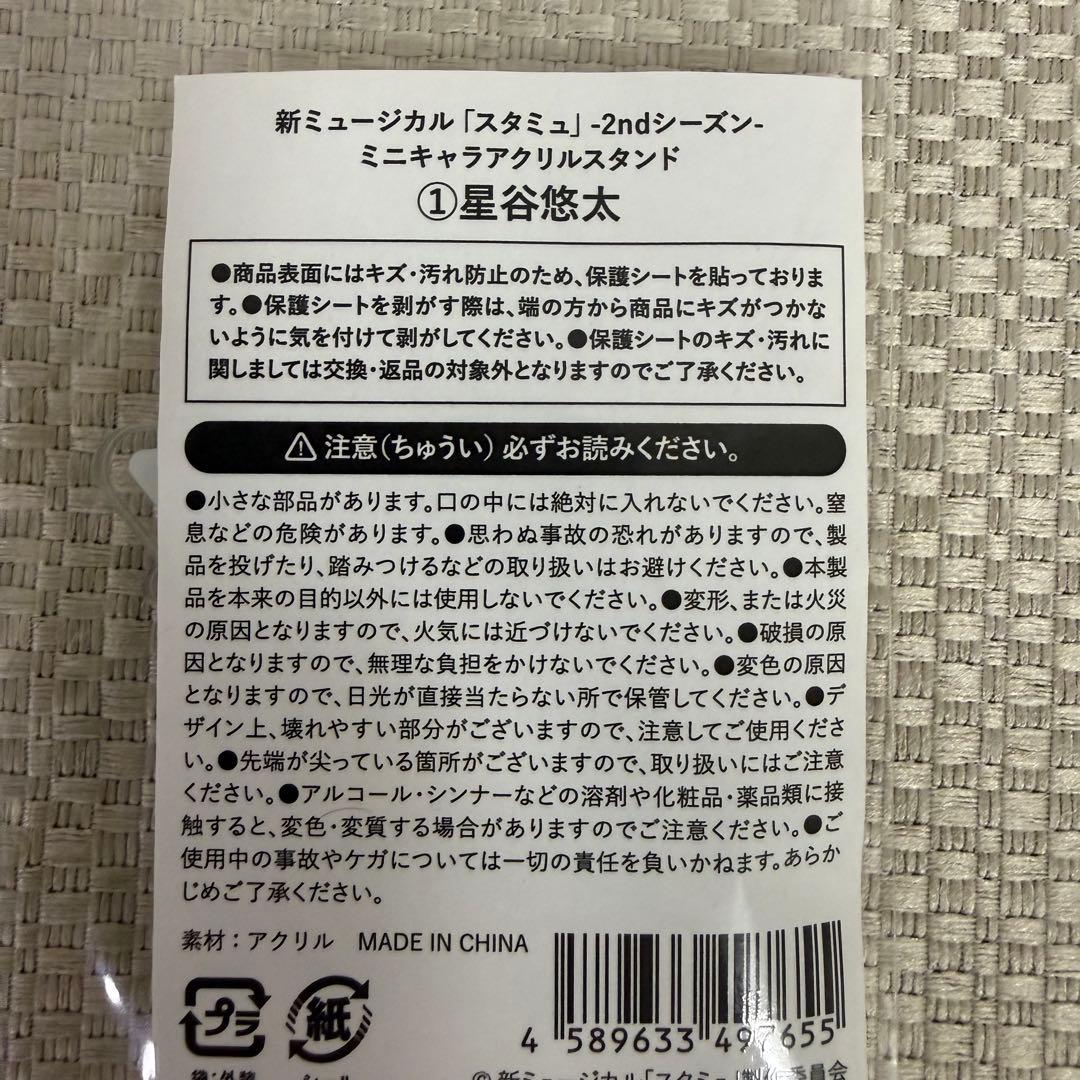 新ミュージカル「スタミュ」-2ndシーズン-
ミニキャラアクリルスタンド
①星谷悠太
●商品表面にはキズ・汚れ防止のため、保護シートを貼っておりま
す。●保護シートを剥がす際は、端の方から商品にキズがつかな
いように気を付けて剥がしてください。●保護シートのキズ・汚れに
関しましては交換・返品の対象外となりますのでご了承ください。
⚠注意(ちゅうい)必ずお読みください。
●小さな部品があります。口の中には絶対に入れないでください。窒
息などの危険があります。●思わぬ事故の恐れがありますので、製
品を投げたり、踏みつけるなどの取り扱いはお避けください。●本製
品を本来の目的以外には使用しないでください。●変形、または火災
の原因となりますので、火気には近づけないでください。●破損の原
因となりますので、無理な負担をかけないでください。●変色の原因
となりますので、日光が直接当たらない所で保管してください。●デ
ザイン上、壊れやすい部分がございますので、注意してご使用くださ
い。●先端が尖っている箇所がございますので、取り扱いにはご注意
ください。●アルコール・シンナーなどの溶剤や化粧品・薬品類に接
触すると、変色・変質する場合がありますのでご注意ください。●ご
使用中の事故やケガについては一切の責任を負いかねます。あらか
じめご了承ください。
素材：アクリル MADE IN CHINA
プラ 紙
4 589633 497655
©新ミュージカル「スタミュ」製作委員会